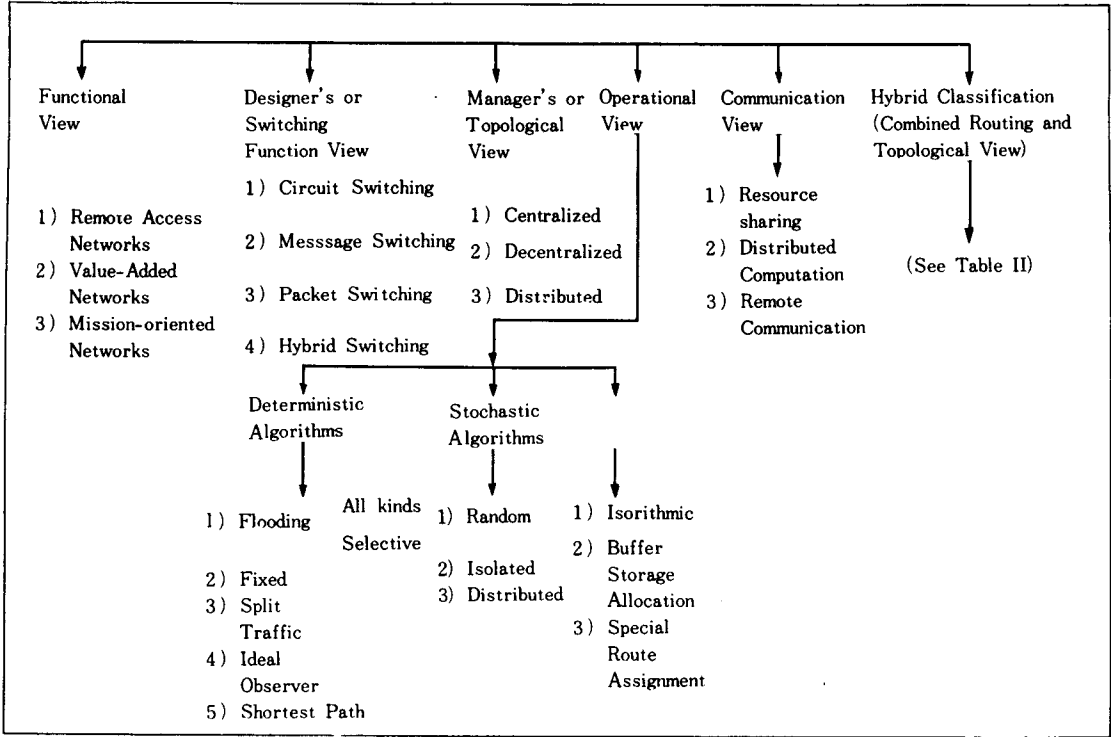 Functional
View
1) Remote Access
Networks
2) Value-Added
Networks
3) Mission-oriented
Networks
Designer's or
Switching
Function View
1) Circuit Switching
2) Messsage Switching
3) Packet Switching
4) Hybrid Switching
Manager's or
Topological
View
1) Centralized
2) Decentralized
3) Distributed
Operational
View
Communication
View
1) Resource
sharing
2) Distributed
Computation
3) Remote
Communication
Hybrid Classification
(Combined Routing and
Topological View)
(See Table II)
Deterministic
Algorithms
1) Flooding
All kinds
Selective
2) Fixed
3) Split
Traffic
4) Ideal
Observer
5) Shortest Path
Stochastic
Algorithms
1) Random
2) Isolated
3) Distributed
1) Isorithmic
2) Buffer
Storage
Allocation
3) Special
Route
Assignment